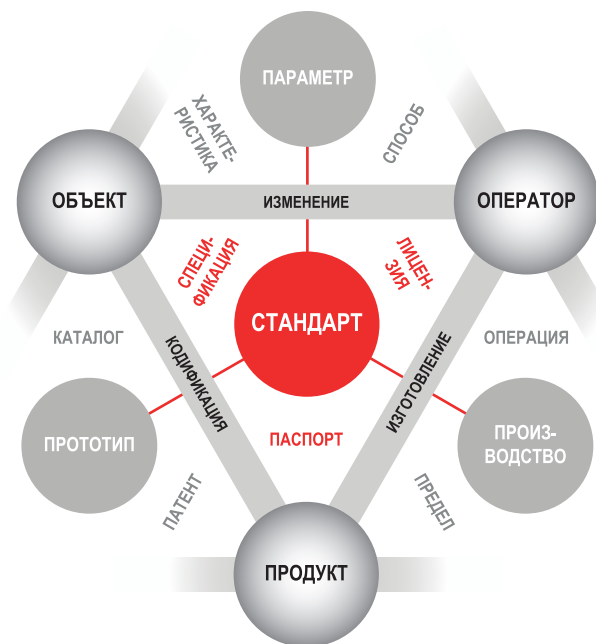 ПАРАМЕТР
ХАРАКТЕ-
РИСТИКА
СПОСОБ
ОБЪЕКТ
ИЗМЕНЕНИЕ
ОПЕРАТОР
СПЕЦИ-
ФИКАЦИЯ
ЛИЦЕН-
ЗИЯ
СТАНДАРТ
КАТАЛОГ
ОПЕРАЦИЯ
КОДИФИКАЦИЯ
ИЗГОТОВЛЕНИЕ
ПРОТОТИП
ПАСПОРТ
ПРОИЗ-
ВОДСТВО
ПАТЕНТ
ПРЕДЕЛ
ПРОДУКТ